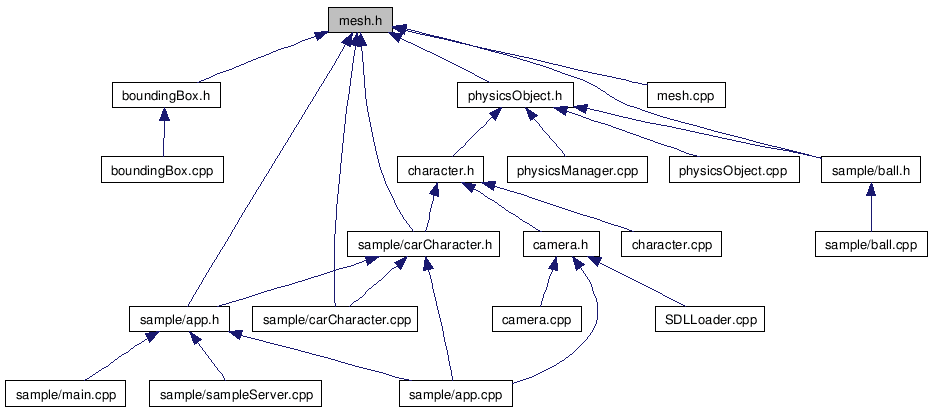 mesh.h
boundingBox.h
physicsObject.h
mesh.cpp
boundingBox.cpp
character.h
physicsManager.cpp
physicsObject.cpp
sample/ball.h
sample/carCharacter.h
camera.h
character.cpp
sample/ball.cpp
sample/app.h
sample/carCharacter.cpp
camera.cpp
SDLLoader.cpp
sample/main.cpp
sample/sampleServer.cpp
sample/app.cpp